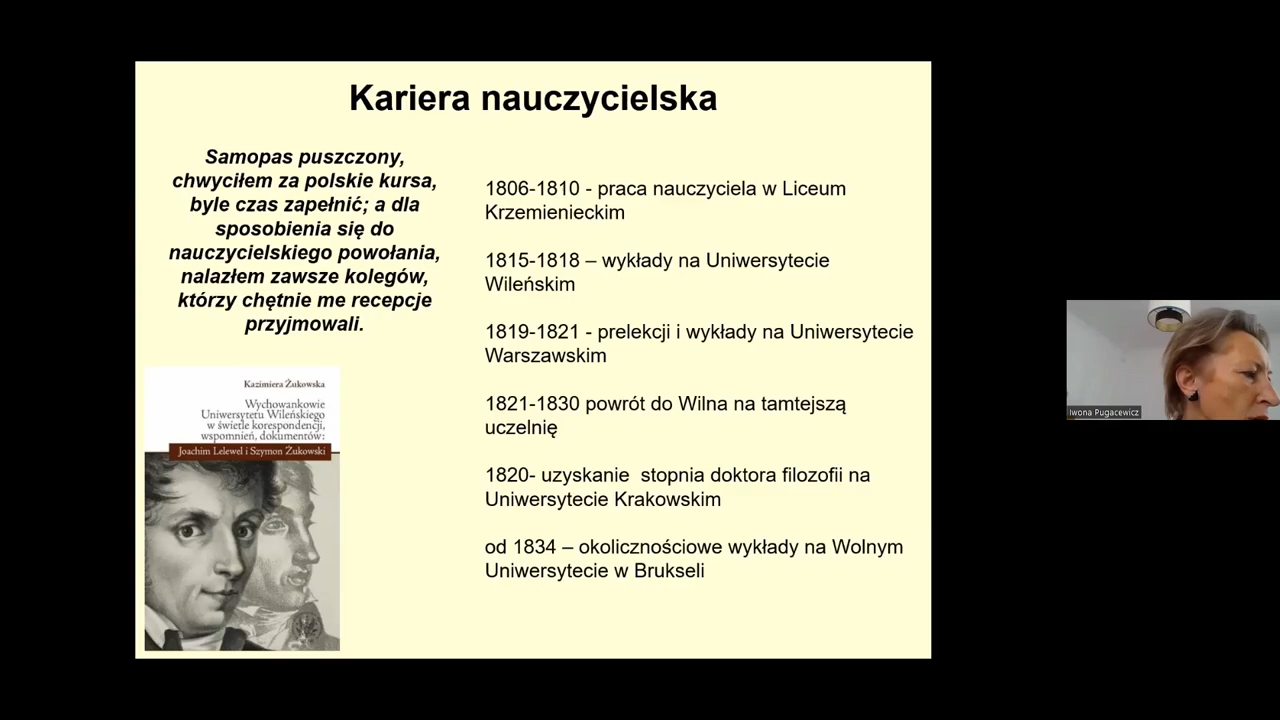 Kariera nauczycielska
Samopas puszczony,
chwyciłem za polskie kursa,
byle czas zapełnić; a dla
sposobienia się do
nauczycielskiego powołania,
nalazłem zawsze kolegów,
którzy chętnie me recepcje
przyjmowali.
Kazimiera Żukowska
Wychowankowie
Uniwersytetu Wileńskiego
w świetle korespondencji,
wspomnień, dokumentów:
Joachim Lelewel i Szymon Żukowski
1806-1810 - praca nauczyciela w Liceum
Krzemienieckim
1815-1818 – wykłady na Uniwersytecie
Wileńskim
1819-1821 - prelekcji i wykłady na Uniwersytecie
Warszawskim
1821-1830 powrót do Wilna na tamtejszą
uczelnię
1820- uzyskanie  stopnia doktora filozofii na
Uniwersytecie Krakowskim
od 1834 – okolicznościowe wykłady na Wolnym
Uniwersytecie w Brukseli
Iwona Pugacewicz